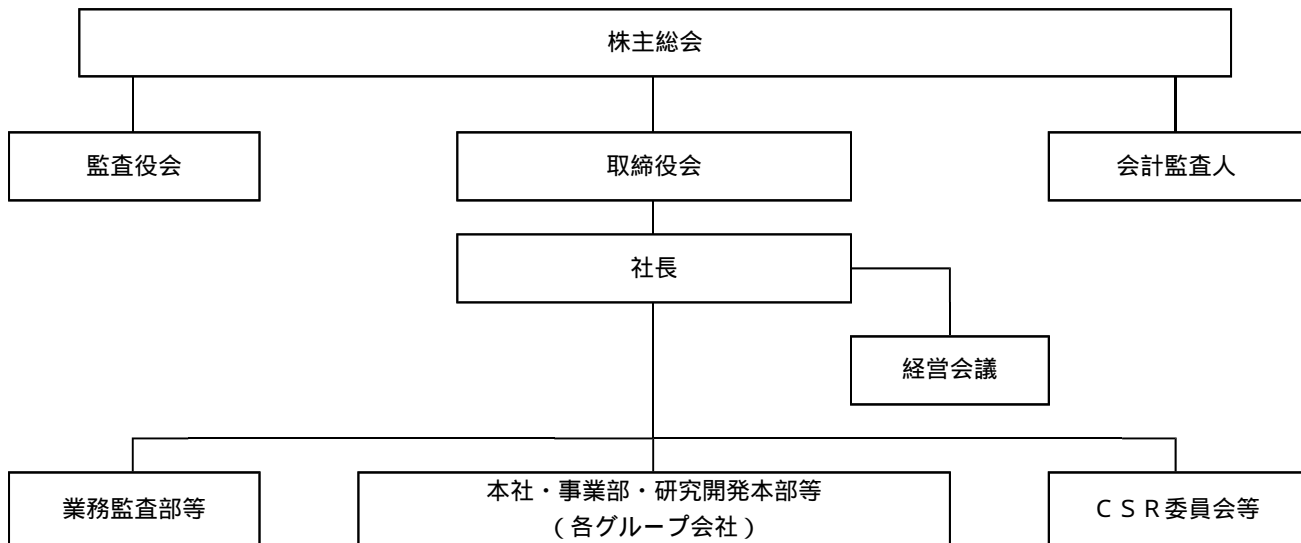 株主総会
監査役会
取締役会
会計監査人
社長
経営会議
業務監査部等
本社・事業部・研究開発本部等
（各グループ会社）
ＣＳＲ委員会等